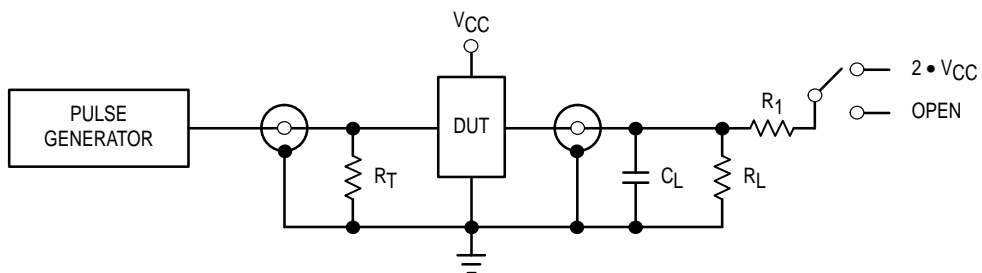 VCC
2 • VCC
OPEN
R1
PULSE
GENERATOR
DUT
RT
CL
RL